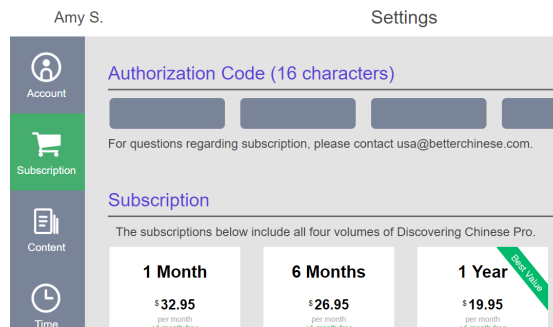 Amy S. Settings
Account
Authorization Code (16 characters)
For questions regarding subscription, please contact usa@betterchinese.com.
Subscription
Subscription
The subscriptions below include all four volumes of Discovering Chinese Pro.
Content
1 Month 6 Months 1 Year
Best Value
$32.95 $26.95 $19.95
per month per month per month
Time